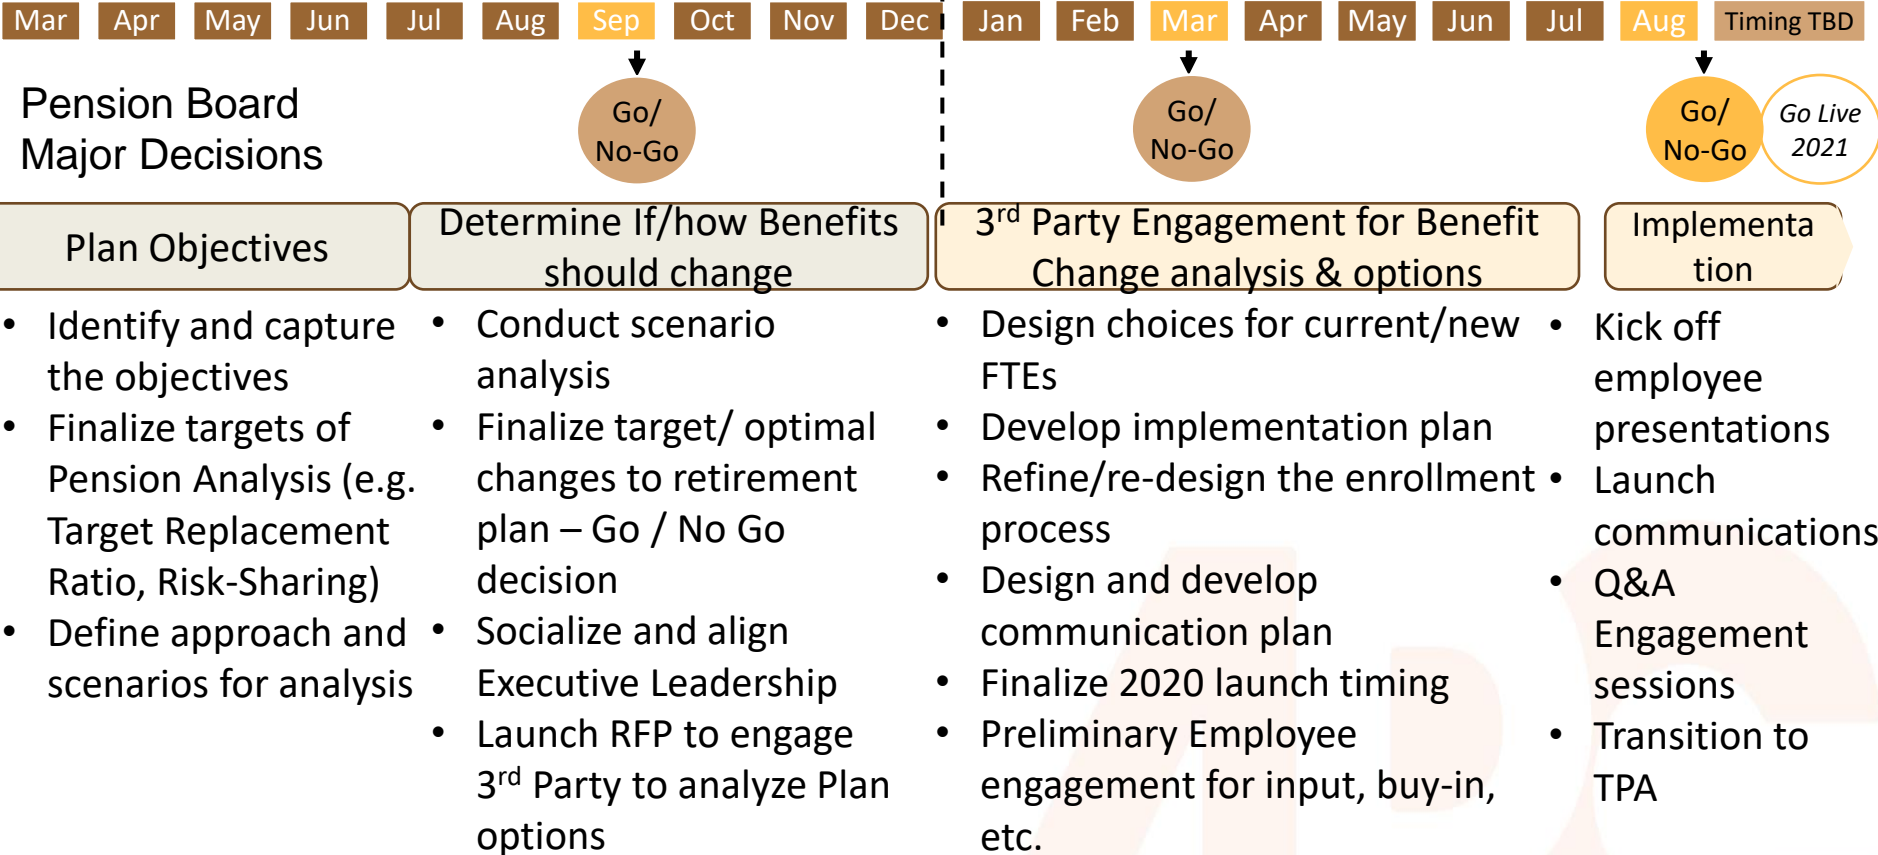 Mar Apr May Jun Jul Aug Sep Oct Nov Dec Jan Feb Mar Apr May Jun Jul Aug Timing TBD
Pension Board
Major Decisions
Go/
No-Go
Go/
No-Go
Go/
No-Go
Go Live
2021
Plan Objectives
Determine If/how Benefits
should change
3rd Party Engagement for Benefit
Change analysis & options
Implementa
tion
• Identify and capture
the objectives
• Finalize targets of
Pension Analysis (e.g.
Target Replacement
Ratio, Risk-Sharing)
• Define approach and
scenarios for analysis
• Conduct scenario
analysis
• Finalize target/ optimal
changes to retirement
plan – Go / No Go
decision
• Socialize and align
Executive Leadership
• Launch RFP to engage
3rd Party to analyze Plan
options
• Design choices for current/new
FTEs
• Develop implementation plan
• Refine/re-design the enrollment
process
• Design and develop
communication plan
• Finalize 2020 launch timing
• Preliminary Employee
engagement for input, buy-in,
etc.
• Kick off
employee
presentations
• Launch
communications
• Q&A
Engagement
sessions
• Transition to
TPA